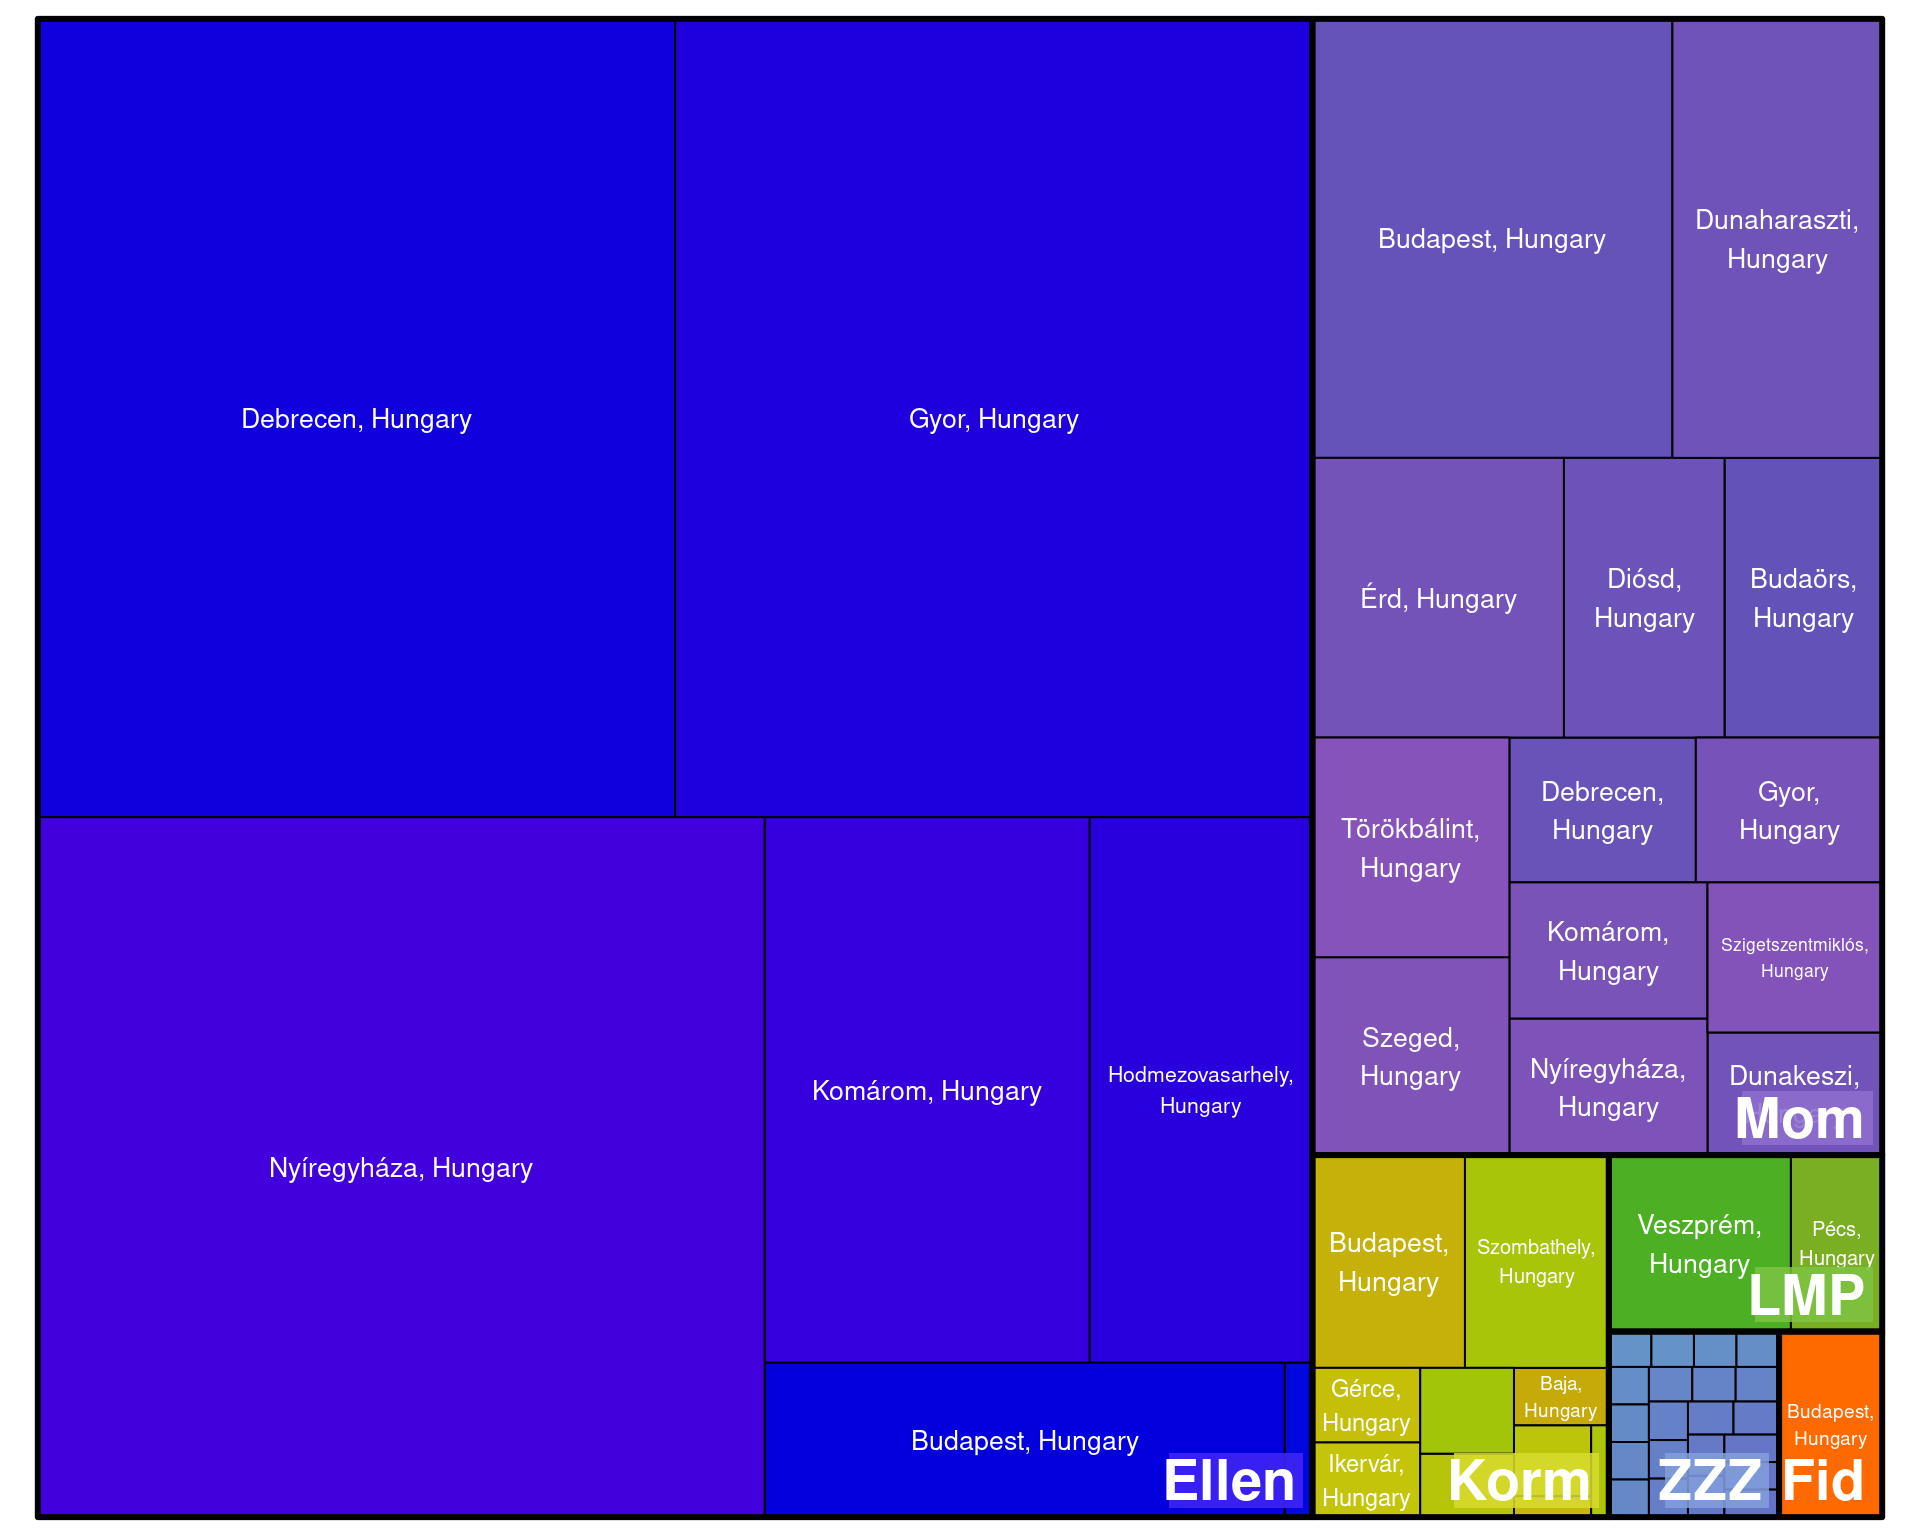 Debrecen, Hungary
Gyor, Hungary
Nyíregyháza, Hungary
Komárom, Hungary
Hodmezovasarhely,
Hungary
Budapest, Hungary
Ellen
Budapest, Hungary
Dunaharaszti,
Hungary
Érd, Hungary
Diósd,
Hungary
Budaörs,
Hungary
Törökbálint,
Hungary
Debrecen,
Hungary
Gyor,
Hungary
Komárom,
Hungary
Szigetszentmiklós,
Hungary
Szeged,
Hungary
Nyíregyháza,
Hungary
Dunakeszi,
Mom
Budapest,
Hungary
Szombathely,
Hungary
Gérce,
Hungary
Baja,
Hungary
Ikervár,
Hungary
Korm
Veszprém,
Hungary
Pécs,
Hungary
LMP
ZZZ
Budapest,
Hungary
Fid